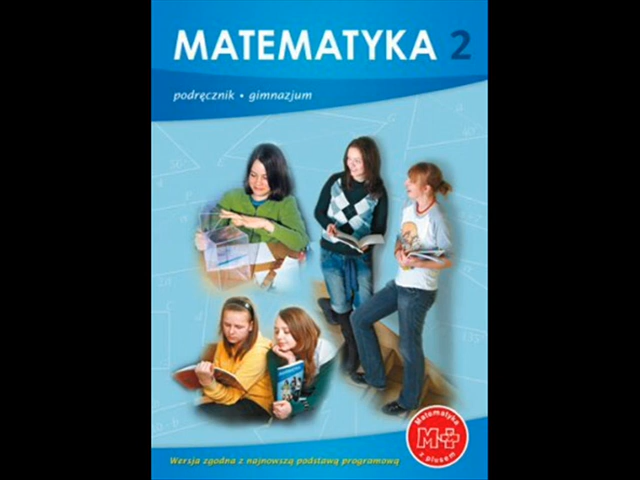 MATEMATYKA 2
podręcznik • gimnazjum
Matematyka
M+
z plusem
Wersja zgodna z najnowszą podstawą programową